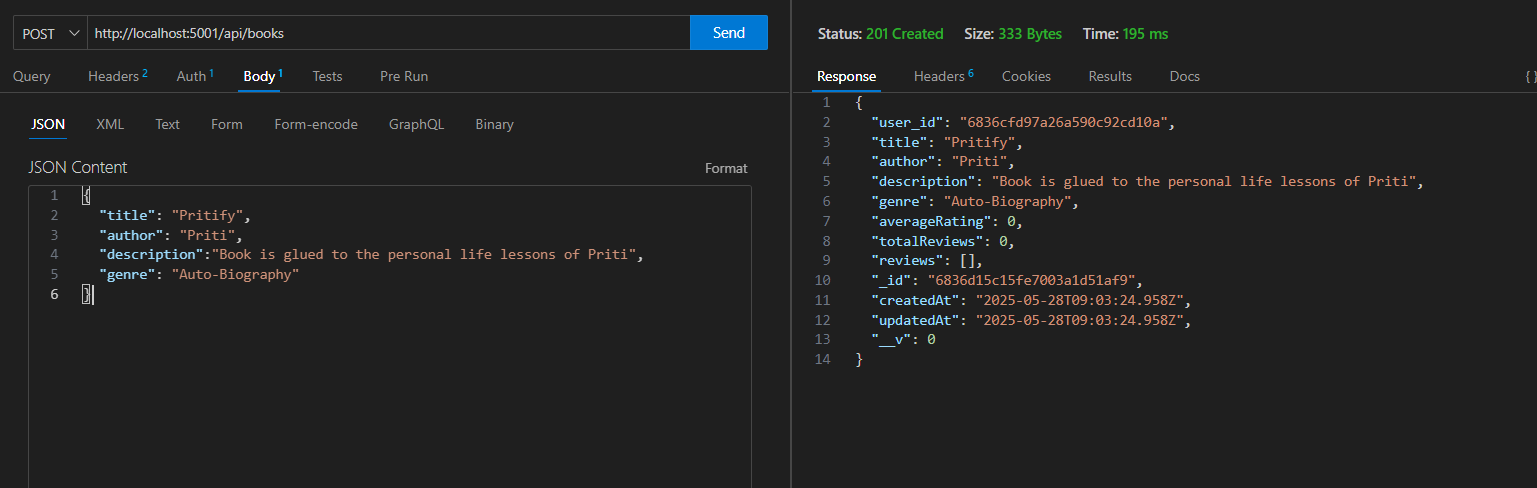 POST http://localhost:5001/api/books Send
Query Headers 2 Auth 1 Body 1 Tests Pre Run
JSON XML Text Form Form-encode GraphQL Binary
JSON Content Format
1 {
2 "title": "Pritify",
3 "author": "Priti",
4 "description":"Book is glued to the personal life lessons of Priti",
5 "genre": "Auto-Biography"
6 }
Status: 201 Created Size: 333 Bytes Time: 195 ms
Response Headers 6 Cookies Results Docs { }
1 {
2 "user_id": "6836cfd97a26a590c92cd10a",
3 "title": "Pritify",
4 "author": "Priti",
5 "description": "Book is glued to the personal life lessons of Priti",
6 "genre": "Auto-Biography",
7 "averageRating": 0,
8 "totalReviews": 0,
9 "reviews": [],
10 "_id": "6836d15c15fe7003a1d51af9",
11 "createdAt": "2025-05-28T09:03:24.958Z",
12 "updatedAt": "2025-05-28T09:03:24.958Z",
13 "__v": 0
14 }